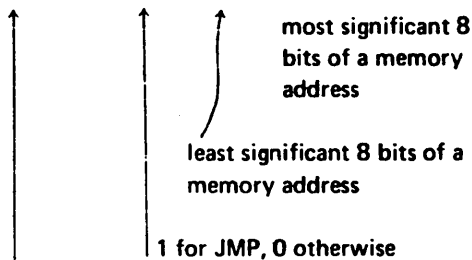 most significant 8
bits of a memory
address
least significant 8 bits of a
memory address
1 for JMP, 0 otherwise